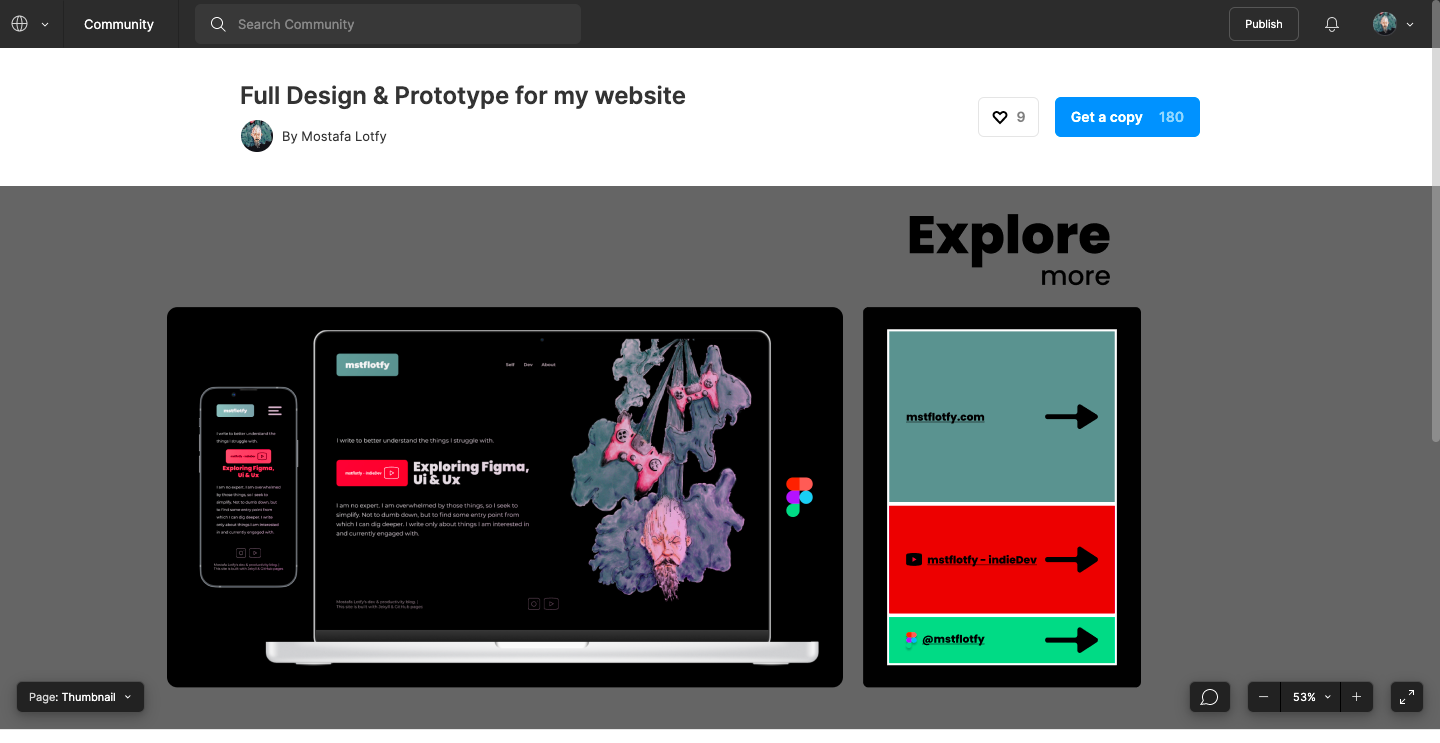 Community
Search Community
Publish
Full Design & Prototype for my website
By Mostafa Lotfy
9
Get a copy 180
Explore
more
mstflotfy
I write to better understand the
things I struggle with.
mstflotfy - indieDev
Exploring Figma,
Ui & Ux
I am no expert, I am overwhelmed
by those things, so I seek to
simplify. Not to dumb down, but
to find some entry point from
which I can dig deeper. I write
only about things I am interested
in and currently engaged with.
Mostafa Lotfy's dev & productivity blog. |
This site is built with Jekyll & GitHub pages
mstflotfy
Self Dev About
I write to better understand the things I struggle with.
mstflotfy - indieDev
Exploring Figma,
Ui & Ux
I am no expert, I am overwhelmed by those things, so I seek to
simplify. Not to dumb down, but to find some entry point from
which I can dig deeper. I write only about things I am interested in
and currently engaged with.
Mostafa Lotfy's dev & productivity blog. |
This site is built with Jekyll & GitHub pages
mstflotfy.com
mstflotfy - indieDev
@mstflotfy
Page: Thumbnail
53%